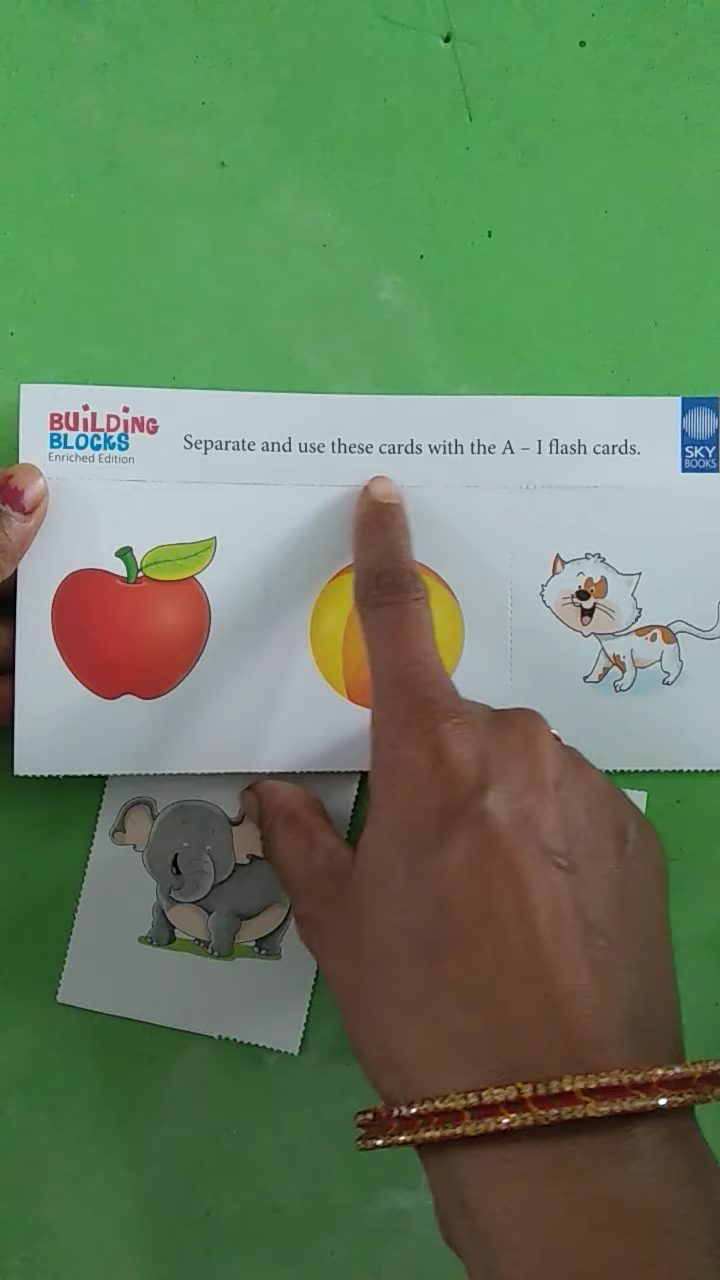 BUiLDiNG
BLOCKS
Enriched Edition
Separate and use these cards with the A – I flash cards.
SKY
BOOKS